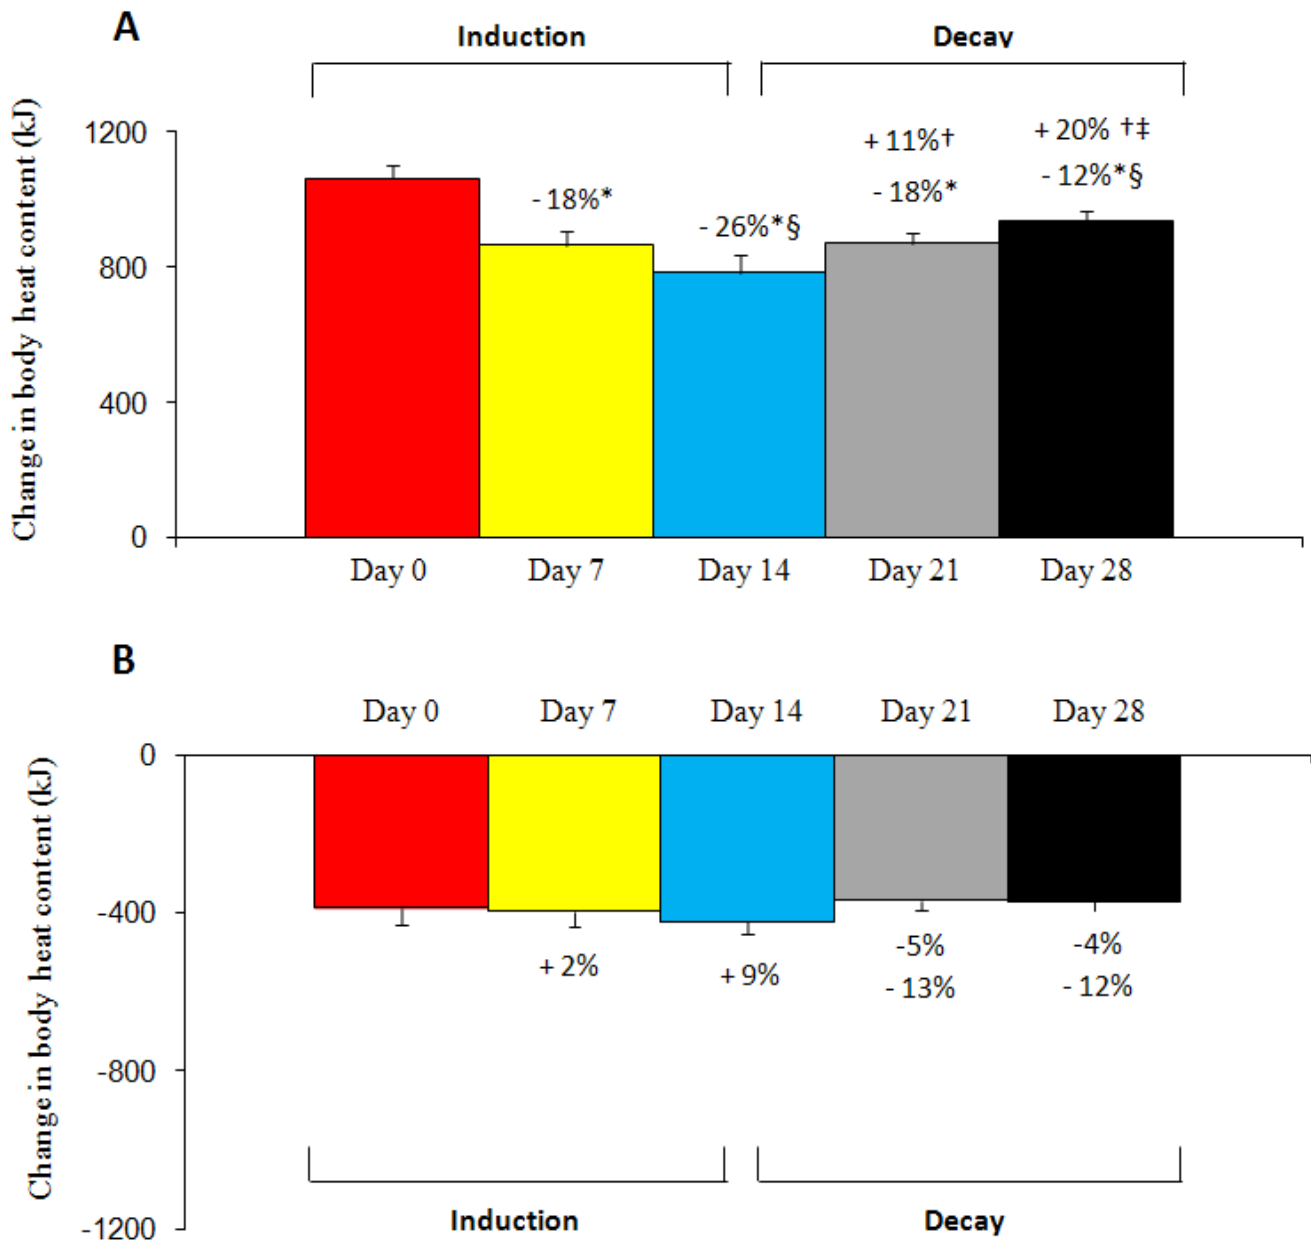 A
Induction
Decay
Change in body heat content (kJ)
1200
800
400
0
- 18%*
- 26%*§
+ 11%†
- 18%*
+ 20% †‡
- 12%*§
Day 0 Day 7 Day 14 Day 21 Day 28
B
Day 0 Day 7 Day 14 Day 21 Day 28
Change in body heat content (kJ)
0
-400
-800
-1200
+ 2%
+ 9%
-5%
- 13%
-4%
- 12%
Induction
Decay